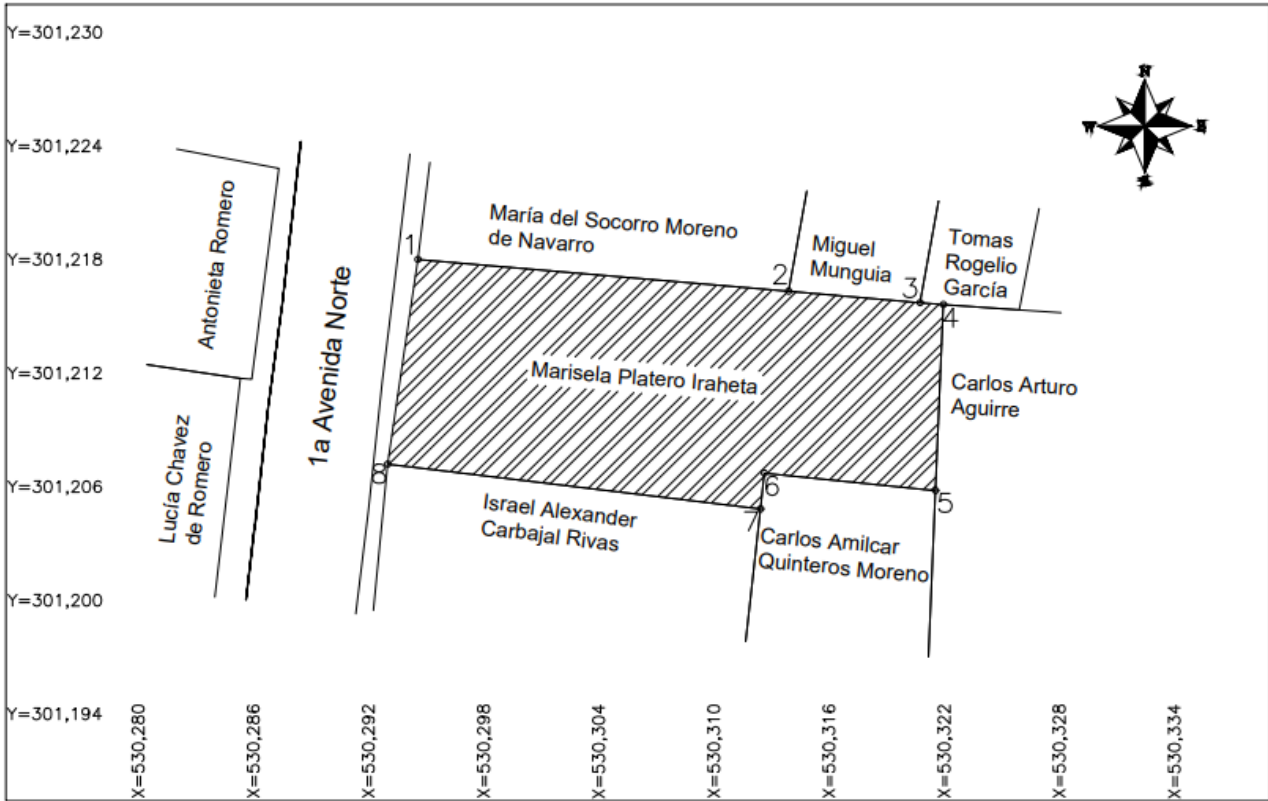 Y=301,230
N
W
E
Y=301,224
Antonieta Romero
María del Socorro Moreno
de Navarro
Miguel
Munguia
Tomas
Rogelio
García
1
Y=301,218
2
3
4
1a Avenida Norte
Marisela Platero Iraheta
Y=301,212
Carlos Arturo
Aguirre
Lucía Chavez
de Romero
8
Y=301,206
6
5
Israel Alexander
Carbajal Rivas
7
Carlos Amilcar
Quinteros Moreno
Y=301,200
Y=301,194
X=530,280
X=530,286
X=530,292
X=530,298
X=530,304
X=530,310
X=530,316
X=530,322
X=530,328
X=530,334